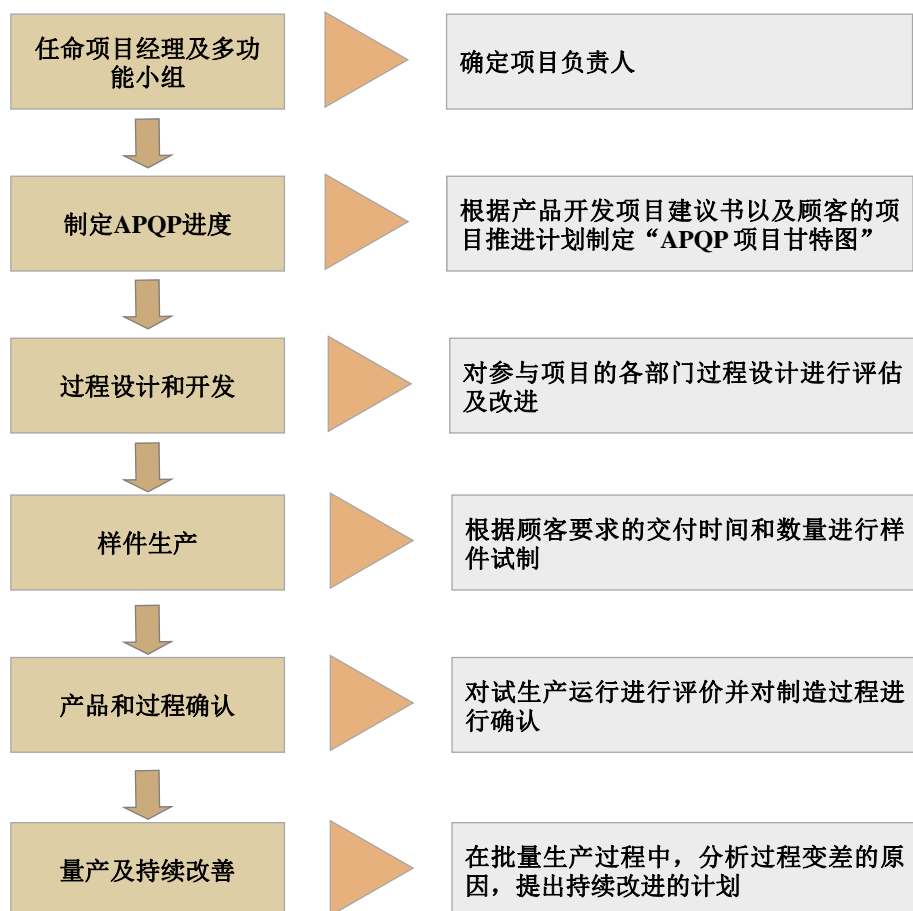 任命项目经理及多功
能小组
确定项目负责人
制定APQP进度
根据产品开发项目建议书以及顾客的项
目推进计划制定“APQP项目甘特图”
过程设计和开发
对参与项目的各部门过程设计进行评估
及改进
样件生产
根据顾客要求的交付时间和数量进行样
件试制
产品和过程确认
对试生产运行进行评价并对制造过程进
行确认
量产及持续改善
在批量生产过程中，分析过程变差的原
因，提出持续改进的计划